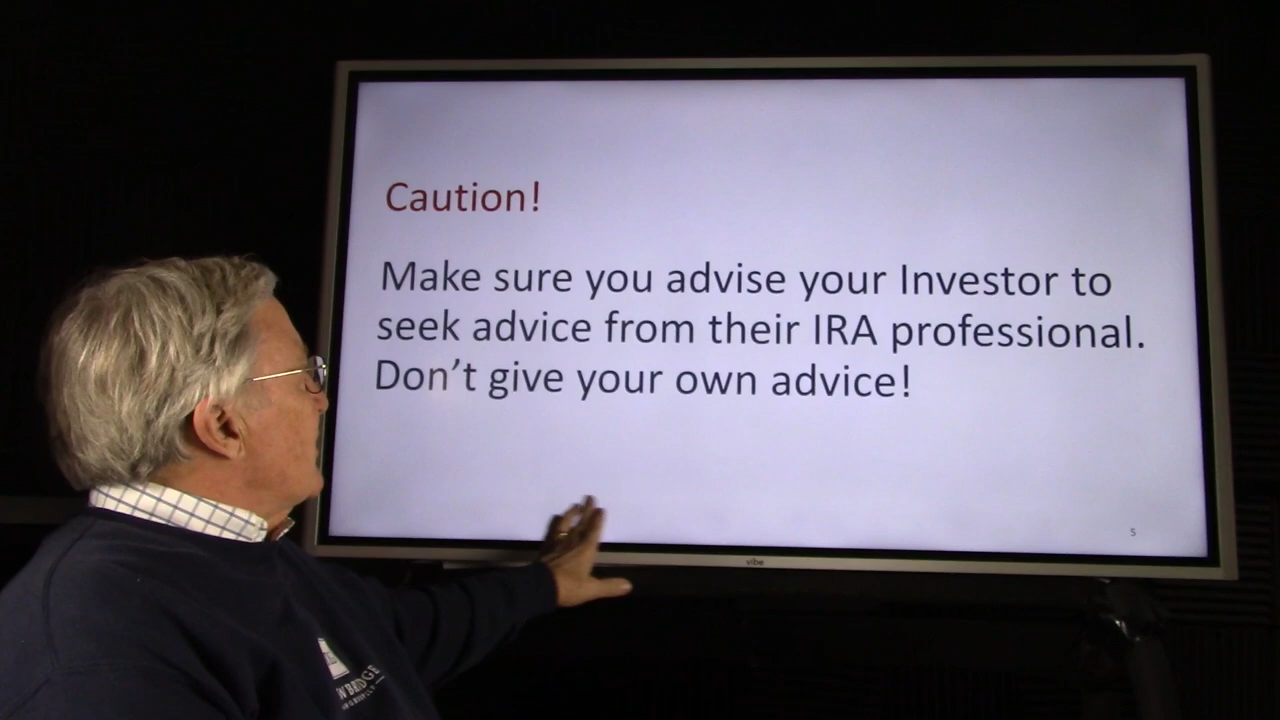 Caution!
Make sure you advise your Investor to
seek advice from their IRA professional.
Don't give your own advice!
5
vibe